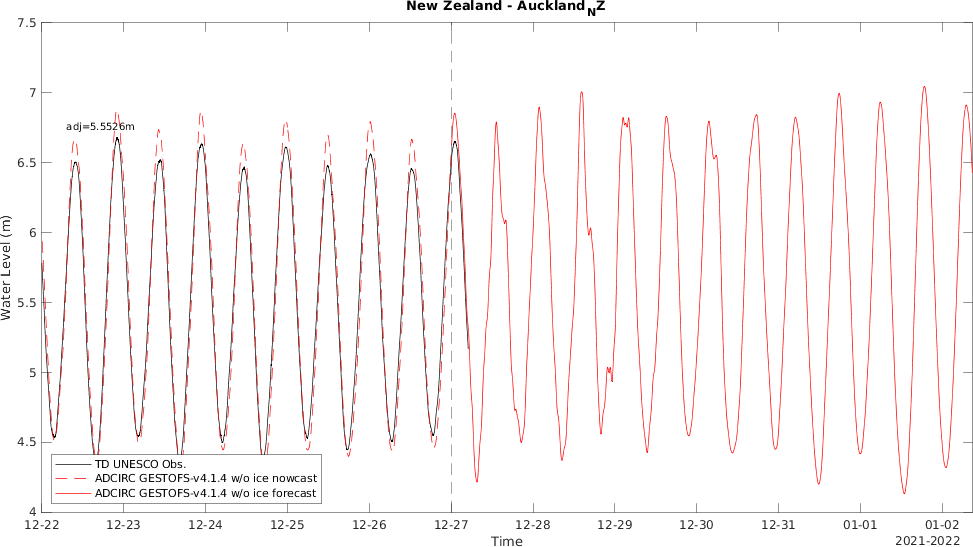 New Zealand - Auckland_NZ
7.5
7
6.5
6
5.5
5
4.5
4
Water Level (m)
adj=5.5526m
TD UNESCO Obs.
ADCIRC GESTOFS-v4.1.4 w/o ice nowcast
ADCIRC GESTOFS-v4.1.4 w/o ice forecast
12-22 12-23 12-24 12-25 12-26 12-27 12-28 12-29 12-30 12-31 01-01 01-02
Time
2021-2022